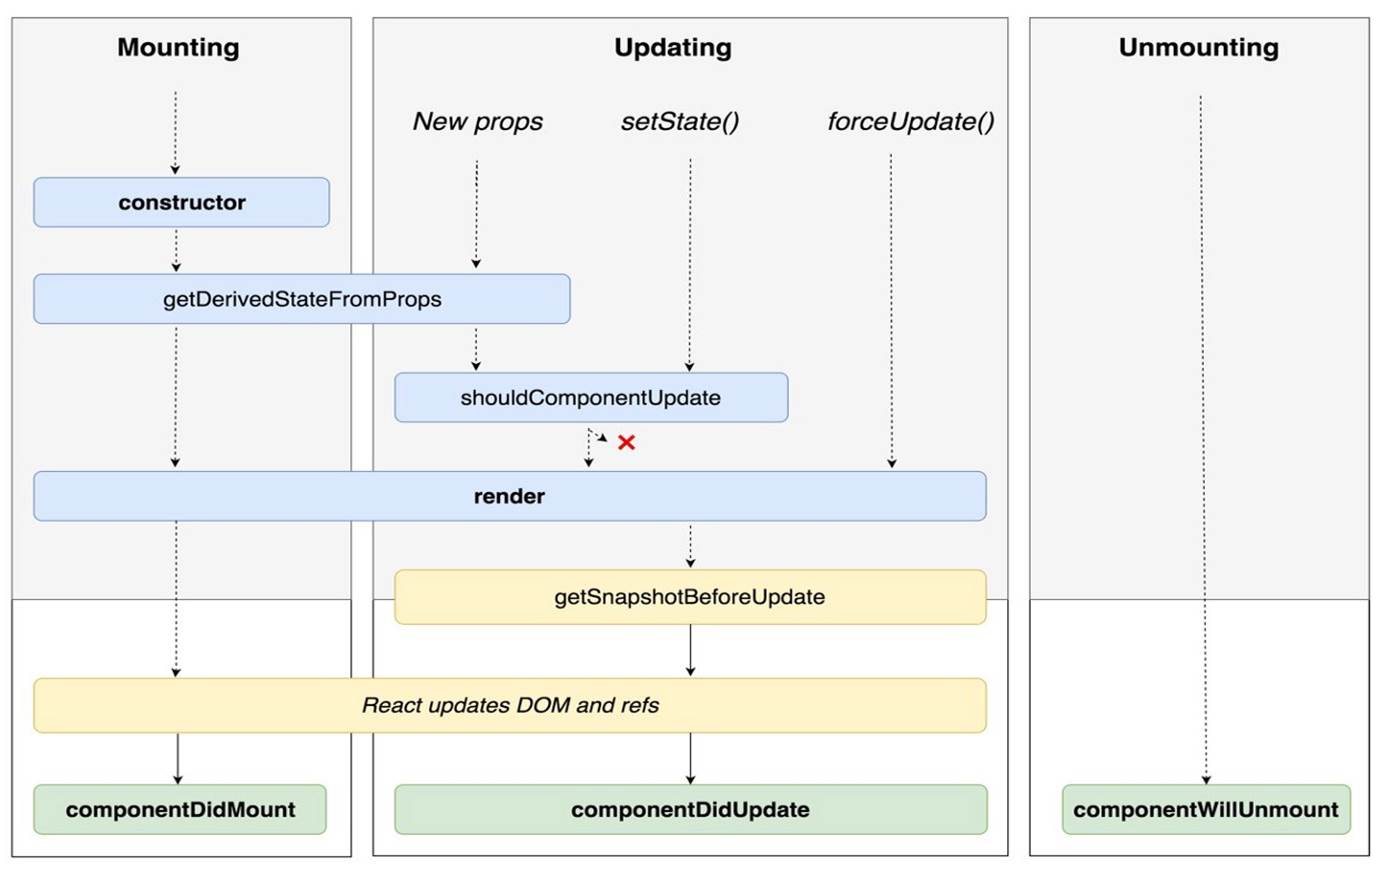 Mounting
Updating
Unmounting
New props
setState()
forceUpdate()
constructor
getDerivedStateFromProps
shouldComponentUpdate
render
getSnapshotBeforeUpdate
React updates DOM and refs
componentDidMount
componentDidUpdate
componentWillUnmount